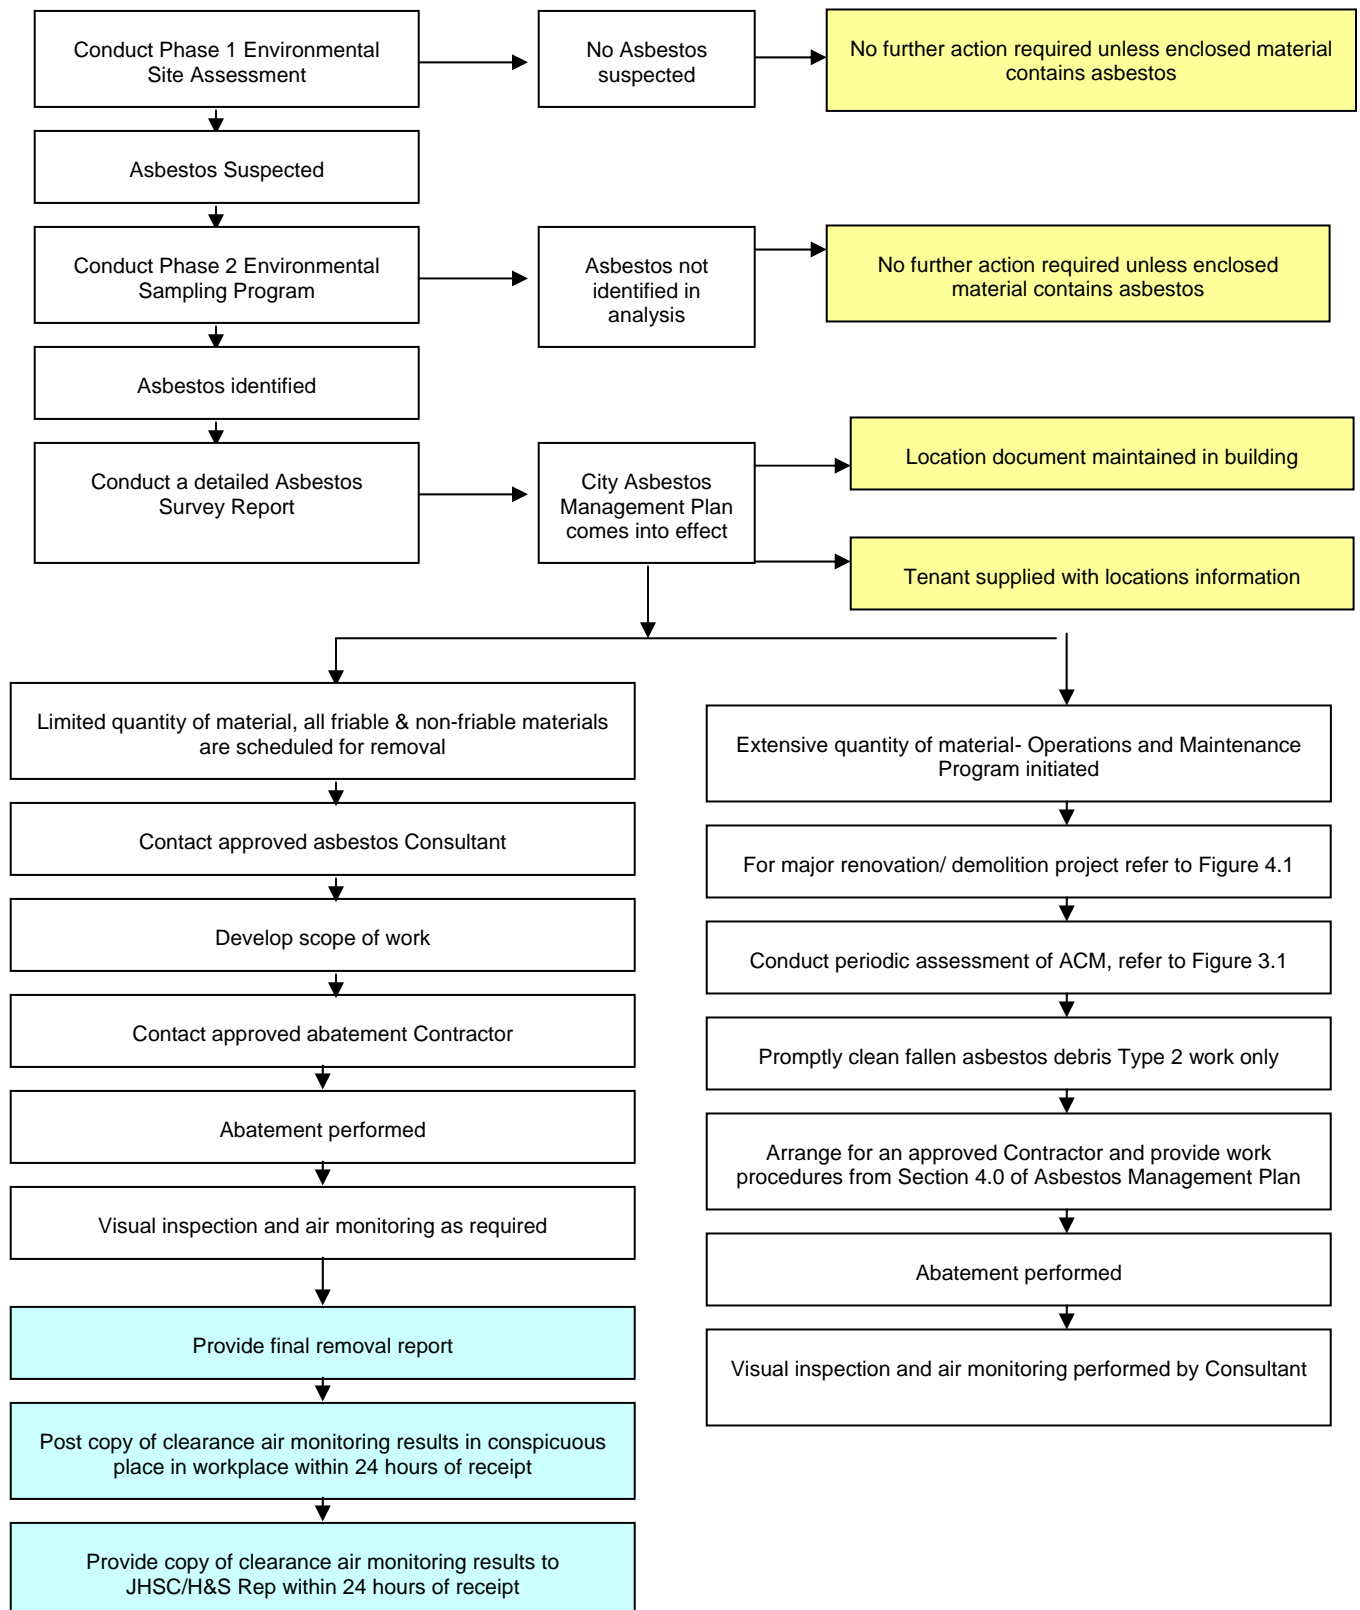 Conduct Phase 1 Environmental
Site Assessment
No Asbestos
suspected
No further action required unless enclosed material
contains asbestos
Asbestos Suspected
Conduct Phase 2 Environmental
Sampling Program
Asbestos not
identified in
analysis
No further action required unless enclosed
material contains asbestos
Asbestos identified
Conduct a detailed Asbestos
Survey Report
City Asbestos
Management Plan
comes into effect
Location document maintained in building
Tenant supplied with locations information
Limited quantity of material, all friable & non-friable materials
are scheduled for removal
Contact approved asbestos Consultant
Develop scope of work
Contact approved abatement Contractor
Abatement performed
Visual inspection and air monitoring as required
Provide final removal report
Post copy of clearance air monitoring results in conspicuous
place in workplace within 24 hours of receipt
Provide copy of clearance air monitoring results to
JHSC/H&S Rep within 24 hours of receipt
Extensive quantity of material- Operations and Maintenance
Program initiated
For major renovation/ demolition project refer to Figure 4.1
Conduct periodic assessment of ACM, refer to Figure 3.1
Promptly clean fallen asbestos debris Type 2 work only
Arrange for an approved Contractor and provide work
procedures from Section 4.0 of Asbestos Management Plan
Abatement performed
Visual inspection and air monitoring performed by Consultant